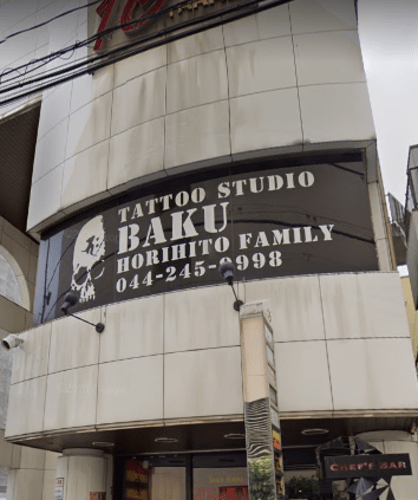 TATTOO STUDIO
BAKU
HORIHITO FAMILY
044-245-0998
CHEF'S BAR